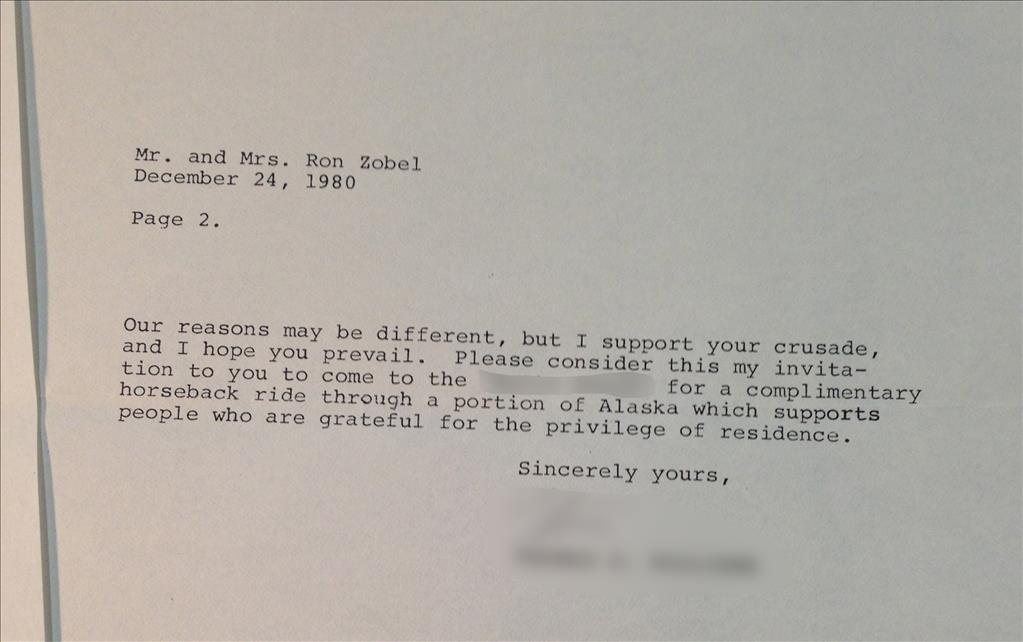 Mr. and Mrs. Ron Zobel
December 24, 1980
Page 2.
Our reasons may be different, but I support your crusade,
and I hope you prevail. Please consider this my invita-
tion to you to come to the for a complimentary
horseback ride through a portion of Alaska which supports
people who are grateful for the privilege of residence.
Sincerely yours,